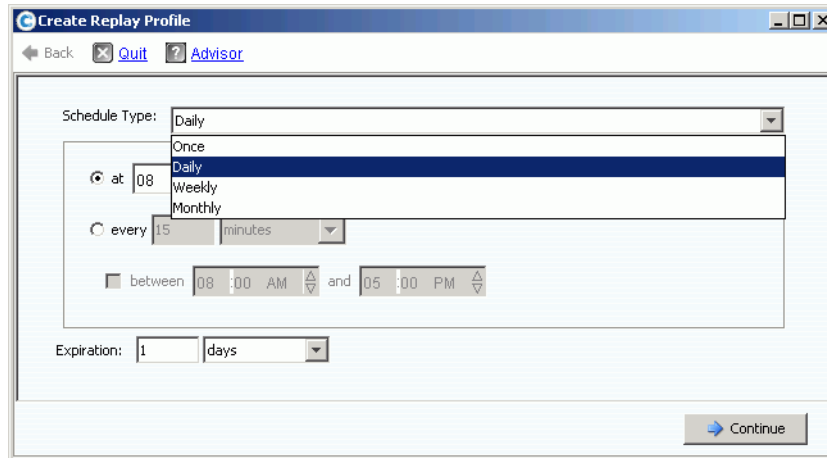 Create Replay Profile
Back Quit ? Advisor
Schedule Type: Daily
Once
Daily
Weekly
Monthly
at 08
every 15 minutes
between 08 :00 AM and 05 :00 PM
Expiration: 1 days
Continue